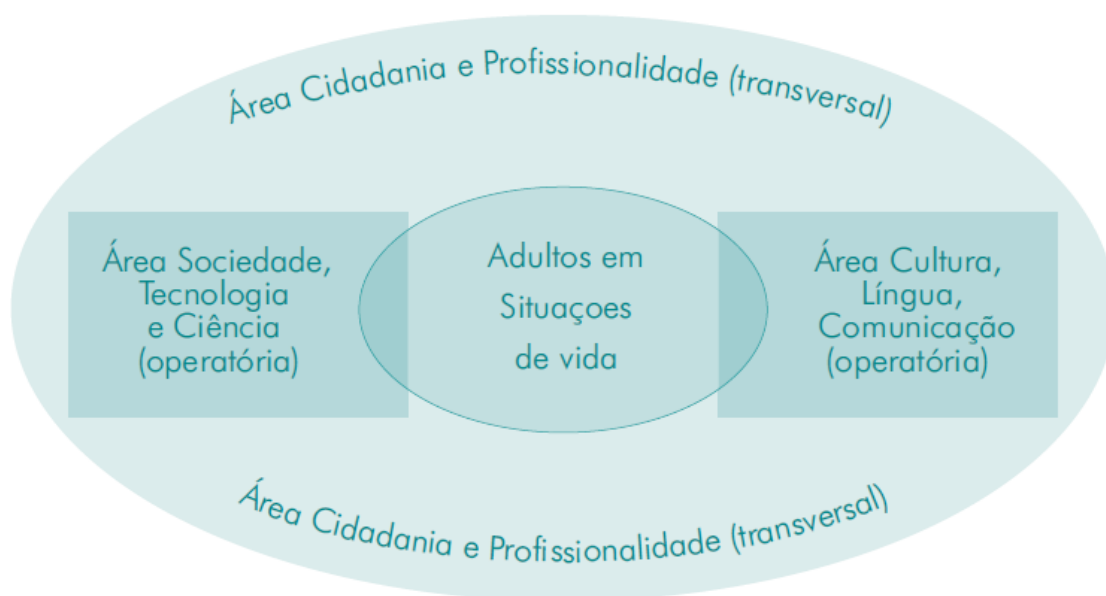 Área Cidadania e Profissionalidade (transversal)
Área Sociedade,
Tecnologia
e Ciência
(operatória)
Adultos em
Situaçoes
de vida
Área Cultura,
Língua,
Comunicação
(operatória)
Área Cidadania e Profissionalidade (transversal)